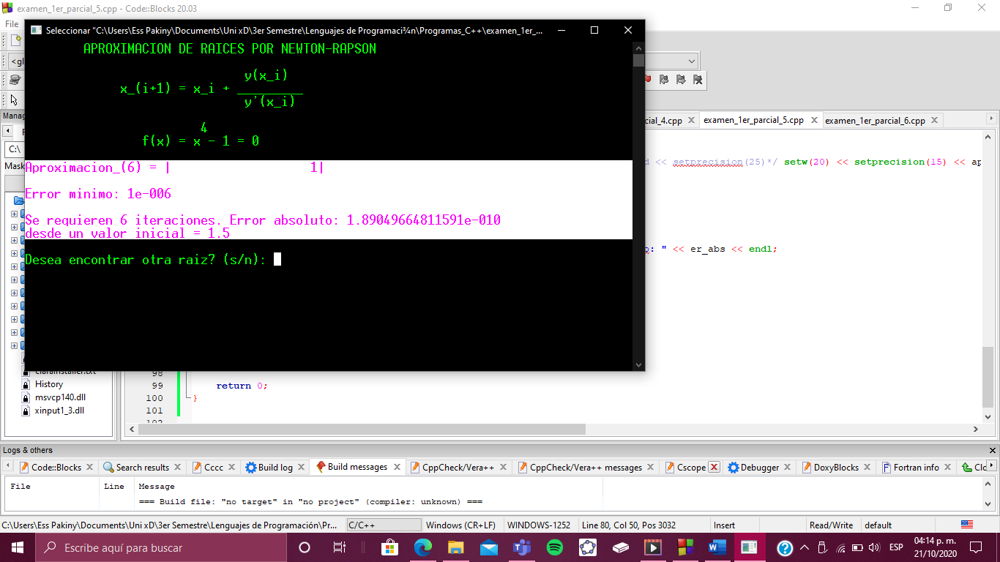 examen_1er_parcial_5.cpp - Code::Blocks 20.03
File
Seleccionar "C:\Users\Ess Pakiny\Documents\Uni xD\3er Semestre\Lenguajes de Programaci¾n\Programas_C++\examen_1er_...
APROXIMACION DE RAICES POR NEWTON-RAPSON
y(x_i)
x_(i+1) = x_i + _________
y'(x_i)
4
f(x) = x - 1 = 0
Aproximacion_(6) = | 1|
Error minimo: 1e-006
Se requieren 6 iteraciones. Error absoluto: 1.89049664811591e-010
desde un valor inicial = 1.5
Desea encontrar otra raiz? (s/n):
<gl
Manag
C:\
Mask
cial_4.cpp
examen_1er_parcial_5.cpp
examen_1er_parcial_6.cpp
d << setprecision(25)*/ setw(20) << setprecision(15) << ap
: " << er_abs << endl;
History
msvcp140.dll
xinput1_3.dll
98
99 return 0;
100 }
101
102
Logs & others
Code::Blocks
Search results
Cccc
Build log
Build messages
CppCheck/Vera++
CppCheck/Vera++ messages
Cscope
Debugger
DoxyBlocks
Fortran info
Clo
File Line Message
=== Build file: "no target" in "no project" (compiler: unknown) ===
C:\Users\Ess Pakiny\Documents\Uni xD\3er Semestre\Lenguajes de Programación\Pr...
C/C++
Windows (CR+LF)
WINDOWS-1252
Line 80, Col 50, Pos 3032
Insert
Read/Write
default
Escribe aquí para buscar
ESP
04:14 p. m.
21/10/2020